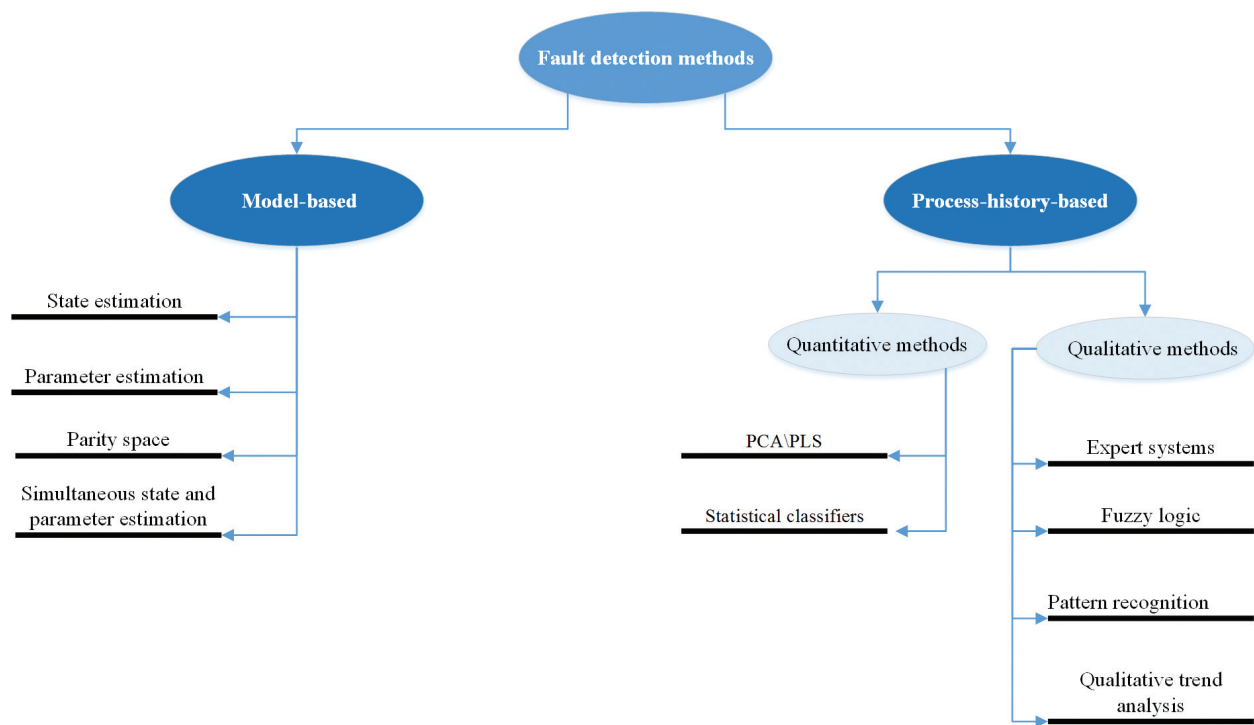 Fault detection methods
Model-based
Process-history-based
State estimation
Parameter estimation
Parity space
Simultaneous state and
parameter estimation
Quantitative methods
Qualitative methods
PCA\PLS
Statistical classifiers
Expert systems
Fuzzy logic
Pattern recognition
Qualitative trend
analysis